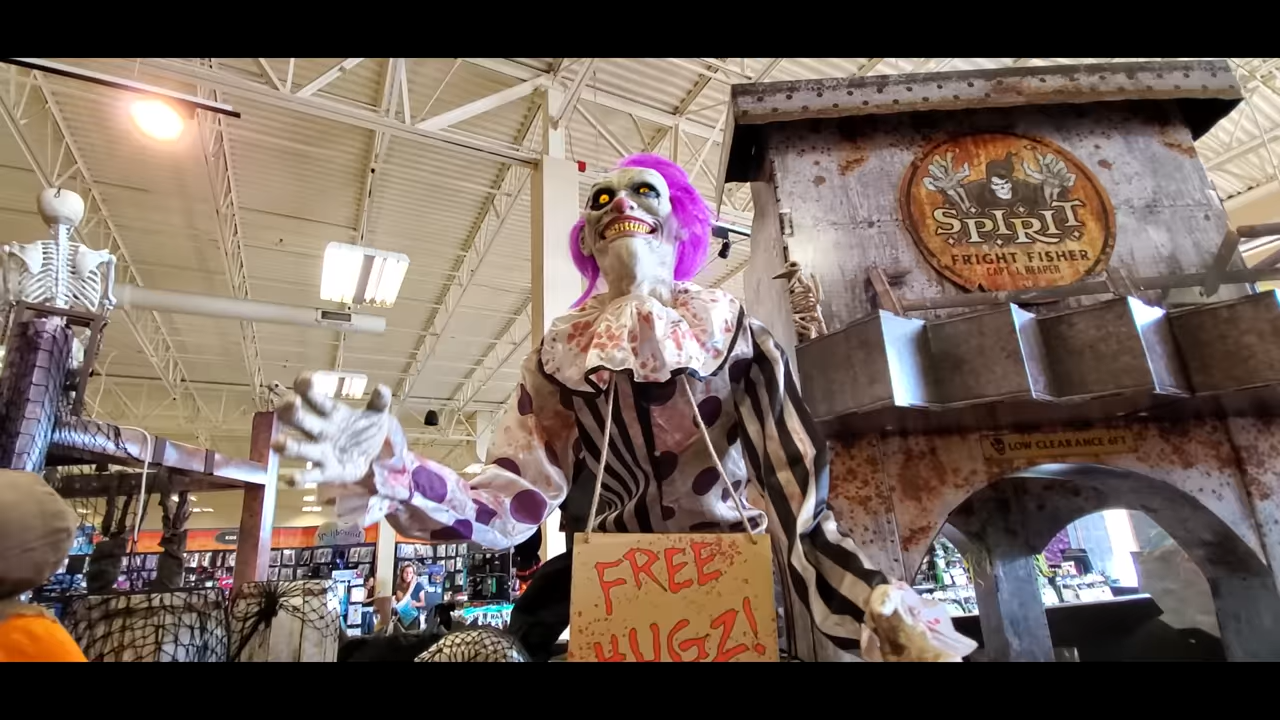 SPIRIT
FRIGHT FISHER
CAPT. J. REAPER
LOW CLEARANCE 6FT
FREE
HUGZ!